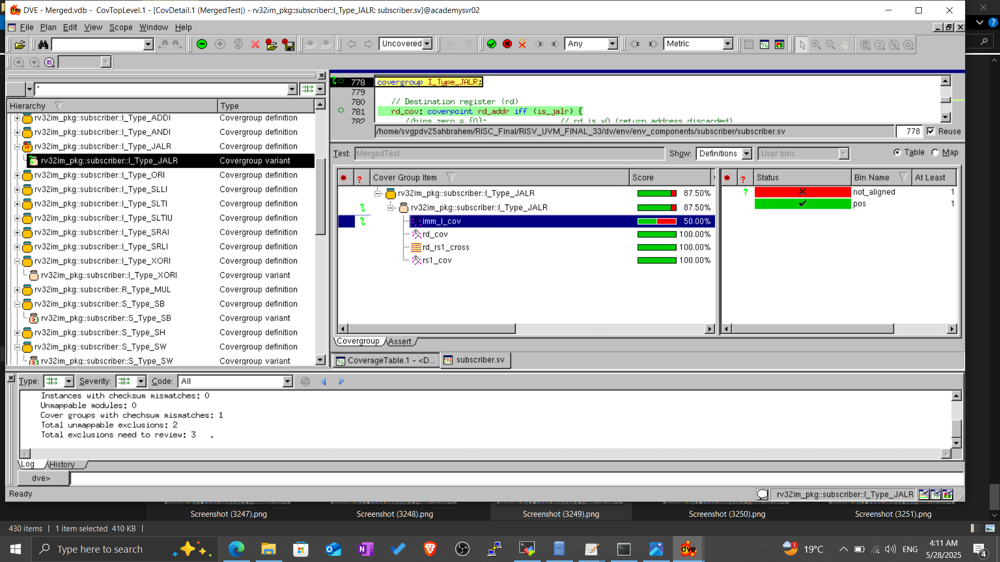 DVE - Merged.vdb - CovTopLevel.1 - [CovDetail.1 (MergedTest|) - rv32im_pkg::subscriber::I_Type_JALR: subscriber.sv]@academysvr02
File Plan Edit View Scope Window Help
Uncovered
Any
Metric
*
Hierarchy Type
rv32im_pkg::subscriber::I_Type_ADDI Covergroup definition
rv32im_pkg::subscriber::I_Type_ANDI Covergroup definition
rv32im_pkg::subscriber::I_Type_JALR Covergroup definition
rv32im_pkg::subscriber::I_Type_JALR Covergroup variant
rv32im_pkg::subscriber::I_Type_ORI Covergroup definition
rv32im_pkg::subscriber::I_Type_SLLI Covergroup definition
rv32im_pkg::subscriber::I_Type_SLTI Covergroup definition
rv32im_pkg::subscriber::I_Type_SLTIU Covergroup definition
rv32im_pkg::subscriber::I_Type_SRAI Covergroup definition
rv32im_pkg::subscriber::I_Type_SRLI Covergroup definition
rv32im_pkg::subscriber::I_Type_XORI Covergroup definition
rv32im_pkg::subscriber::I_Type_XORI Covergroup variant
rv32im_pkg::subscriber::R_Type_MUL Covergroup definition
rv32im_pkg::subscriber::S_Type_SB Covergroup definition
rv32im_pkg::subscriber::S_Type_SB Covergroup variant
rv32im_pkg::subscriber::S_Type_SH Covergroup definition
rv32im_pkg::subscriber::S_Type_SW Covergroup definition
rv32im_pkg::subscriber::S_Type_SW Covergroup variant
778 covergroup I_Type_JALR;
779
780 // Destination register (rd)
781 rd_cov: coverpoint rd_addr iff (is_jalr) {
782 //bins zero = {0}; // rd is x0 (return address discarded)
/home/svgpdv25ahbrahem/RISC_Final/RISV_UVM_FINAL_33/dv/env/env_components/subscriber/subscriber.sv 778 Reuse
Test: MergedTest Show: Definitions User bins Table Map
Cover Group Item Score
rv32im_pkg::subscriber::I_Type_JALR 87.50%
rv32im_pkg::subscriber::I_Type_JALR 87.50%
imm_I_cov 50.00%
rd_cov 100.00%
rd_rs1_cross 100.00%
rs1_cov 100.00%
Status Bin Name At Least
not_aligned 1
pos 1
Covergroup Assert
CoverageTable.1 - <D... subscriber.sv
Type: Severity: Code: All
Instances with checksum mismatches: 0
Unmappable modules: 0
Cover groups with chechsum mismatches: 1
Total unmappable exclusions: 2
Total exclusions need to review: 3 .
Log History
dve>
Ready rv32im_pkg::subscriber::I_Type_JALR
Screenshot (3247).png Screenshot (3248).png Screenshot (3249).png Screenshot (3250).png Screenshot (3251).png
430 items 1 item selected 410 KB
Type here to search
dve
1
19°C
ENG
4:11 AM
5/28/2025
4